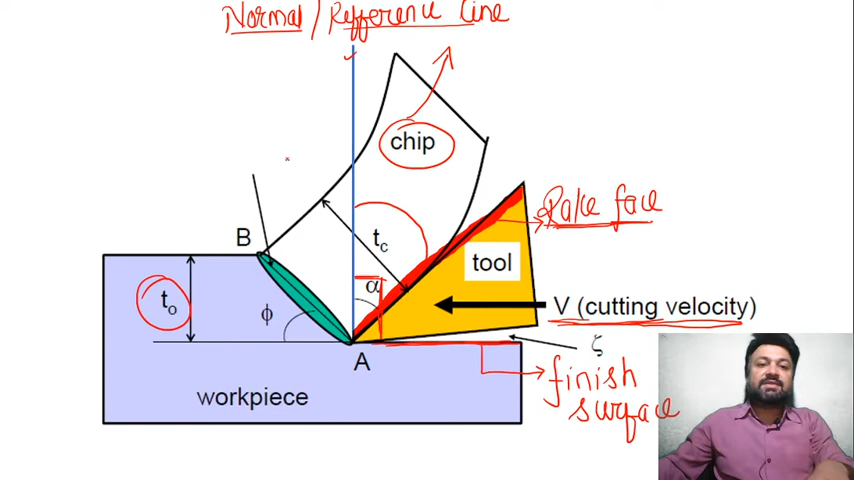 Normal/Refference Line
chip
Rake face
B
tc
tool
α
to
V (cutting velocity)
ϕ
ζ
A
finish
surface
workpiece